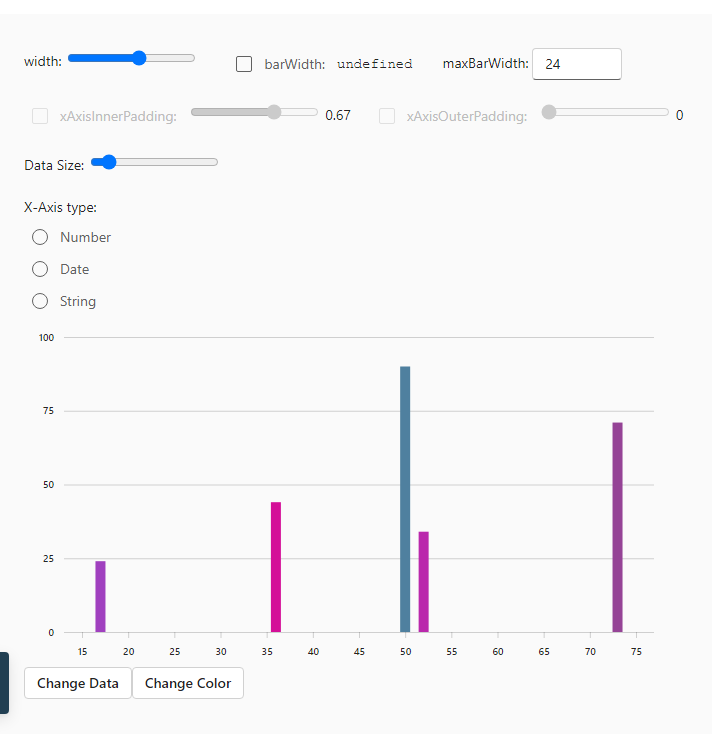 width: barWidth: undefined maxBarWidth: 24
xAxisInnerPadding: 0.67 xAxisOuterPadding: 0
Data Size:
X-Axis type:
Number
Date
String
100
75
50
25
0
15 20 25 30 35 40 45 50 55 60 65 70 75
Change Data Change Color